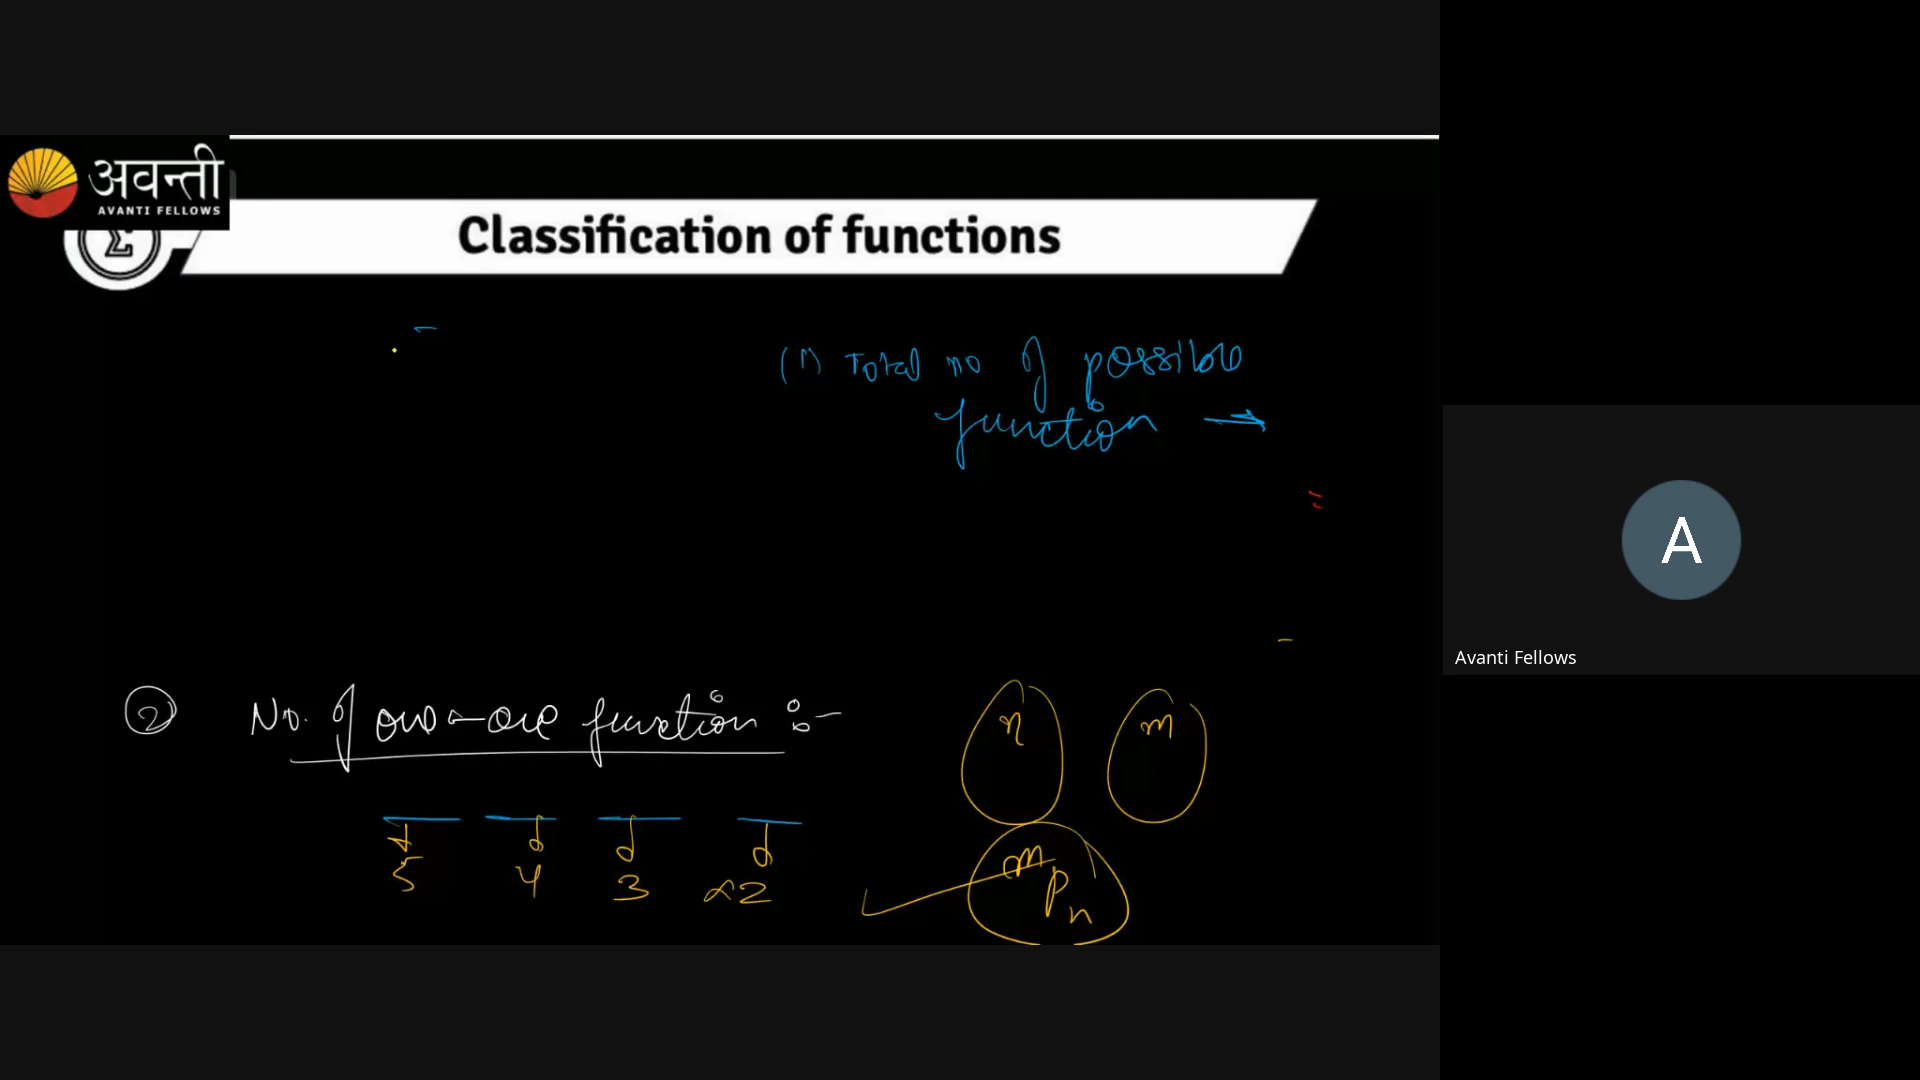 अवन्ती
AVANTI FELLOWS
Σ
Classification of functions
(1) Total no of possible
function →
=
② No. of one-one function :-
n m
5 4 3 ×2
mPn
A
Avanti Fellows